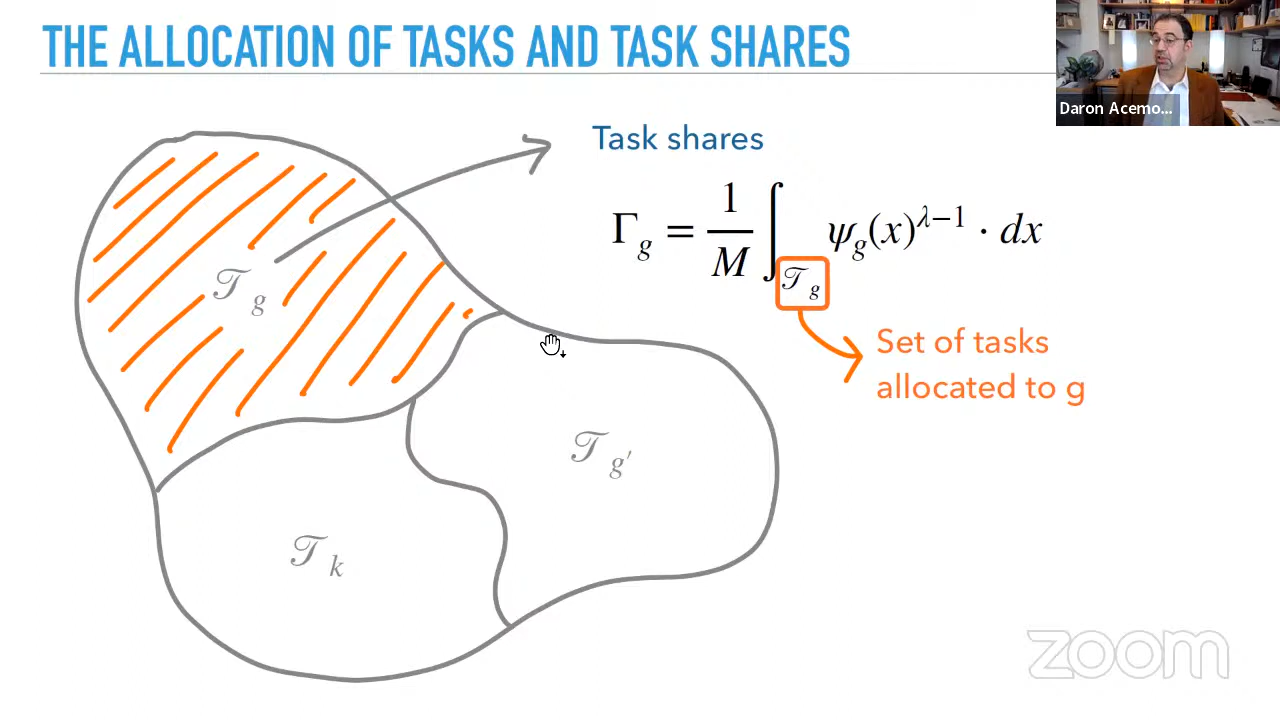 THE ALLOCATION OF TASKS AND TASK SHARES
Daron Acemo...
Task shares
Γ_g = \frac{1}{M} ∫_{𝒯_g} ψ_g(x)^{λ−1} · dx
Set of tasks
allocated to g
𝒯_g
𝒯_{g′}
𝒯_k
zoom